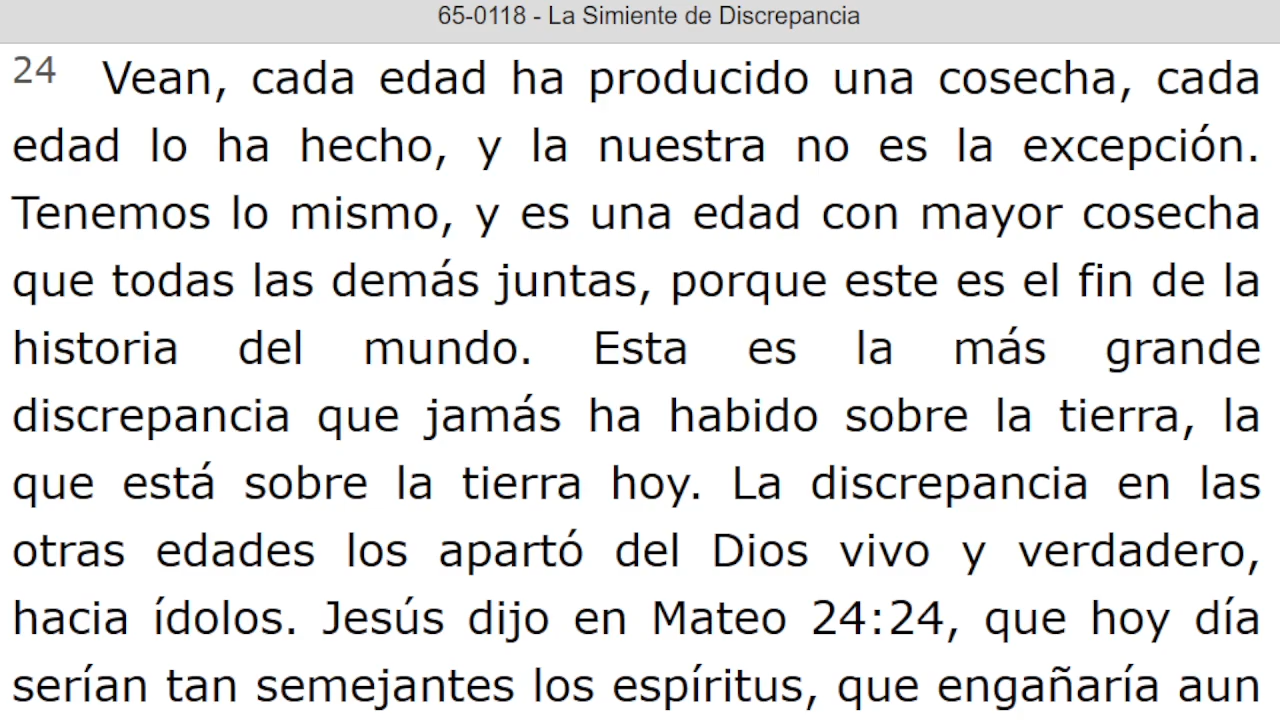 65-0118 - La Simiente de Discrepancia
24 Vean, cada edad ha producido una cosecha, cada
edad lo ha hecho, y la nuestra no es la excepción.
Tenemos lo mismo, y es una edad con mayor cosecha
que todas las demás juntas, porque este es el fin de la
historia del mundo. Esta es la más grande
discrepancia que jamás ha habido sobre la tierra, la
que está sobre la tierra hoy. La discrepancia en las
otras edades los apartó del Dios vivo y verdadero,
hacia ídolos. Jesús dijo en Mateo 24:24, que hoy día
serían tan semejantes los espíritus, que engañaría aun